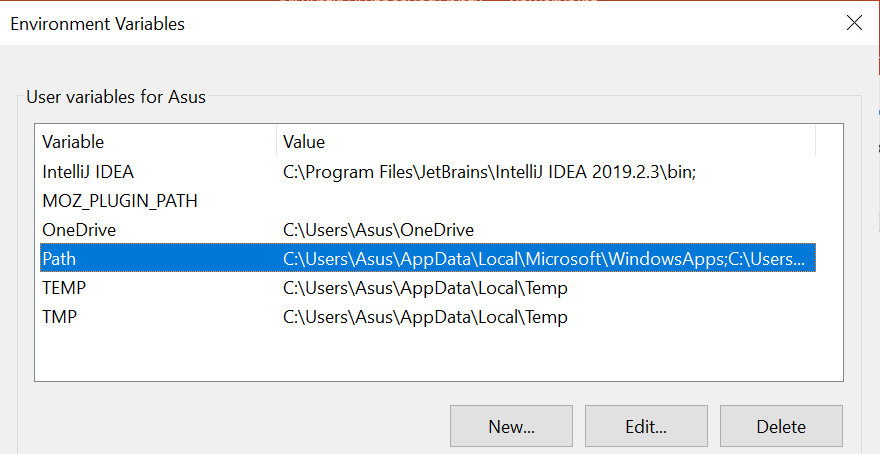 Environment Variables
User variables for Asus
Variable Value
IntelliJ IDEA C:\Program Files\JetBrains\IntelliJ IDEA 2019.2.3\bin;
MOZ_PLUGIN_PATH
OneDrive C:\Users\Asus\OneDrive
Path C:\Users\Asus\AppData\Local\Microsoft\WindowsApps;C:\Users...
TEMP C:\Users\Asus\AppData\Local\Temp
TMP C:\Users\Asus\AppData\Local\Temp
New... Edit... Delete